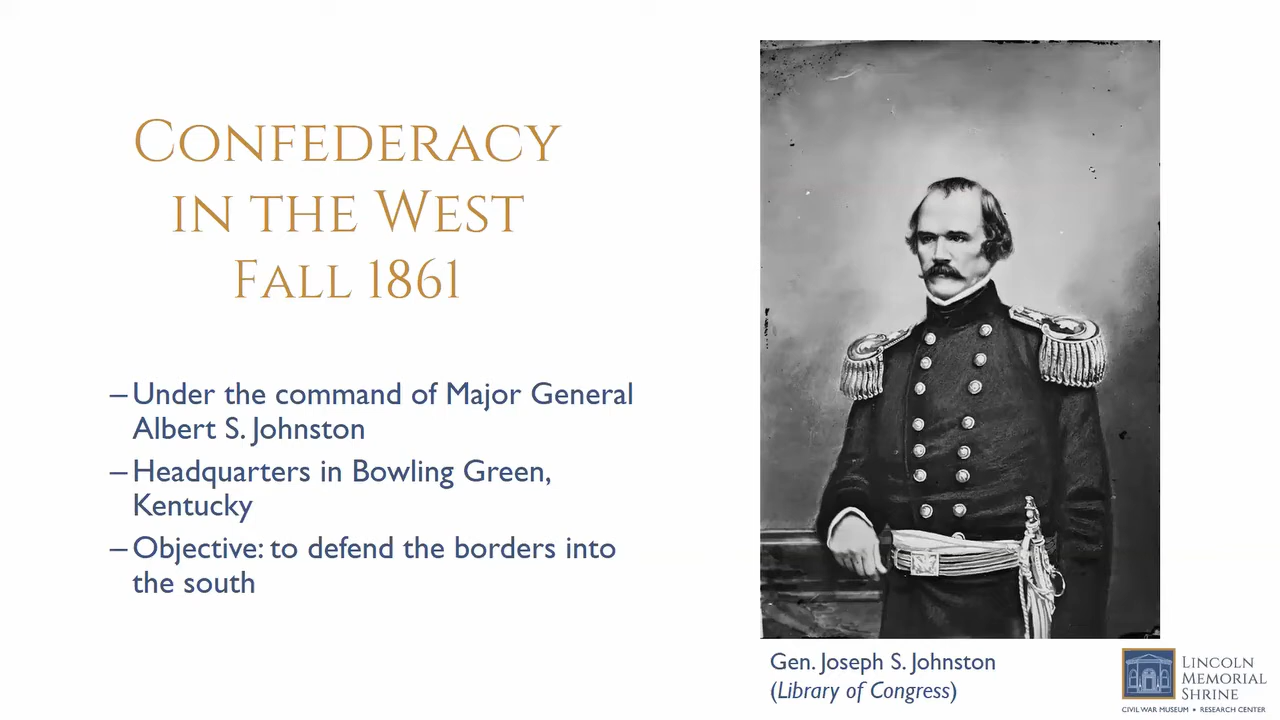 Confederacy
in the West
Fall 1861
– Under the command of Major General
Albert S. Johnston
– Headquarters in Bowling Green,
Kentucky
– Objective: to defend the borders into
the south
Gen. Joseph S. Johnston
(Library of Congress)
Lincoln
Memorial
Shrine
CIVIL WAR MUSEUM • RESEARCH CENTER